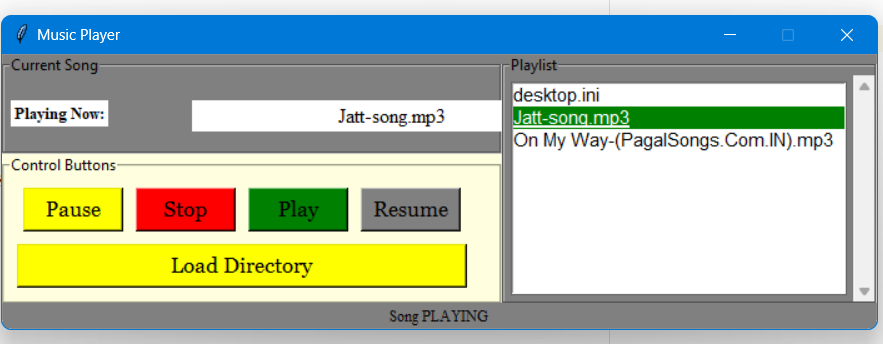 Music Player
Current Song
Playing Now:
Jatt-song.mp3
Control Buttons
Pause
Stop
Play
Resume
Load Directory
Playlist
desktop.ini
Jatt-song.mp3
On My Way-(PagalSongs.Com.IN).mp3
Song PLAYING